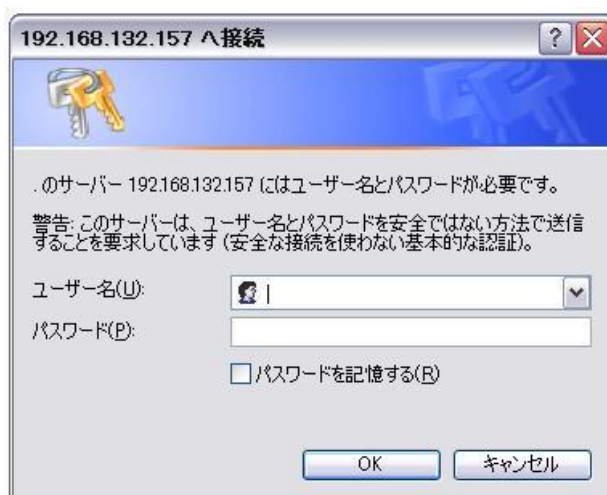 192.168.132.157 へ接続
. のサーバー 192.168.132.157 にはユーザー名とパスワードが必要です。
警告: このサーバーは、ユーザー名とパスワードを安全ではない方法で送信
することを要求しています (安全な接続を使わない基本的な認証)。
ユーザー名(U):
パスワード(P):
パスワードを記憶する(R)
OK キャンセル